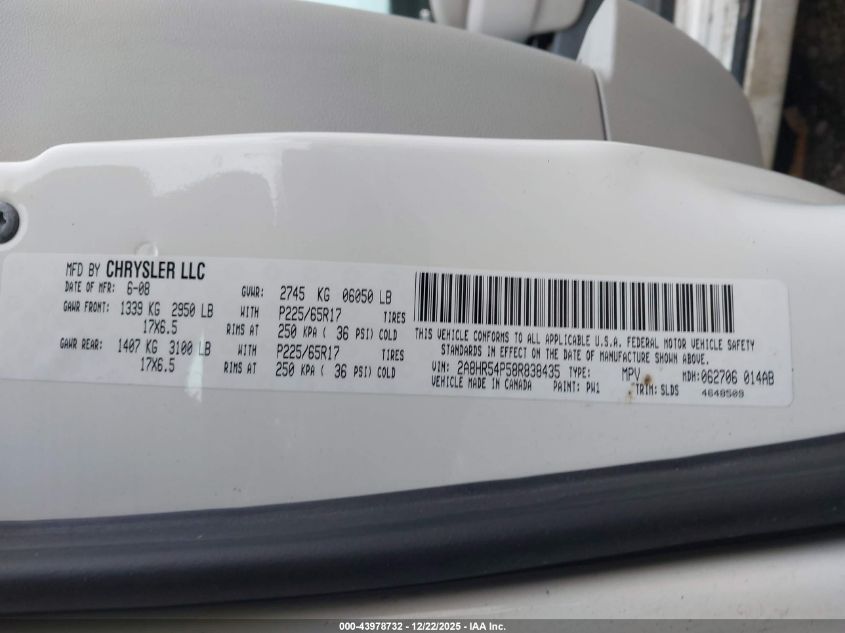 MFD BY CHRYSLER LLC
DATE OF MFR: 6-08 GVWR: 2745 KG 06050 LB
GAWR FRONT: 1339 KG 2950 LB WITH P225/65R17 TIRES
17X6.5 RIMS AT 250 KPA ( 36 PSI) COLD
GAWR REAR: 1407 KG 3100 LB WITH P225/65R17 TIRES
17X6.5 RIMS AT 250 KPA ( 36 PSI) COLD
THIS VEHICLE CONFORMS TO ALL APPLICABLE U.S.A. FEDERAL MOTOR VEHICLE SAFETY
STANDARDS IN EFFECT ON THE DATE OF MANUFACTURE SHOWN ABOVE.
VIN: 2A8HR54P58R838435 TYPE: MPV MDH:062706 014AB
VEHICLE MADE IN CANADA PAINT: PW1 TRIM: SLDS 4648509
000-43978732 - 12/22/2025 - IAA Inc.